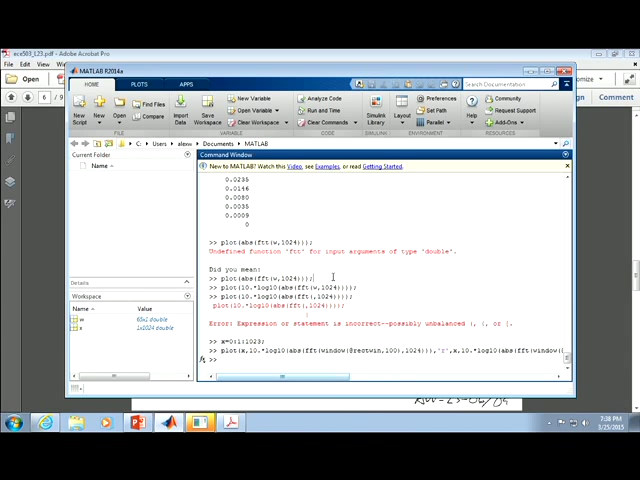 ece503_L23.pdf - Adobe Acrobat Pro
File Edit View
Open
Comment
6 / 9
MATLAB R2014a
HOME PLOTS APPS
Search Documentation
New Script
New
Open
Find Files
Compare
Import Data
Save Workspace
New Variable
Open Variable
Clear Workspace
Analyze Code
Run and Time
Clear Commands
Simulink Library
Layout
Preferences
Set Path
Parallel
Help
Community
Request Support
Add-Ons
FILE VARIABLE CODE SIMULINK ENVIRONMENT RESOURCES
C: Users alexw Documents MATLAB
Current Folder
Name
Details
Workspace
Name Value
w 65x1 double
x 1x1024 double
Command Window
New to MATLAB? Watch this Video, see Examples, or read Getting Started.
0.0235
0.0146
0.0080
0.0035
0.0009
0
>> plot(abs(ftt(w,1024)));
Undefined function 'ftt' for input arguments of type 'double'.
Did you mean:
>> plot(abs(fft(w,1024)));
>> plot(10.*log10(abs(fft(w,1024))));
>> plot(10.*log10(abs(fft(,1024))));
plot(10.*log10(abs(fft(,1024))));
Error: Expression or statement is incorrect--possibly unbalanced (, {, or [.
>> x=0:1:1023;
>> plot(x,10.*log10(abs(fft(window(@rectwin,100),1024))),'r',x,10.*log10(abs(fft(window(
>>
7:38 PM
3/25/2015